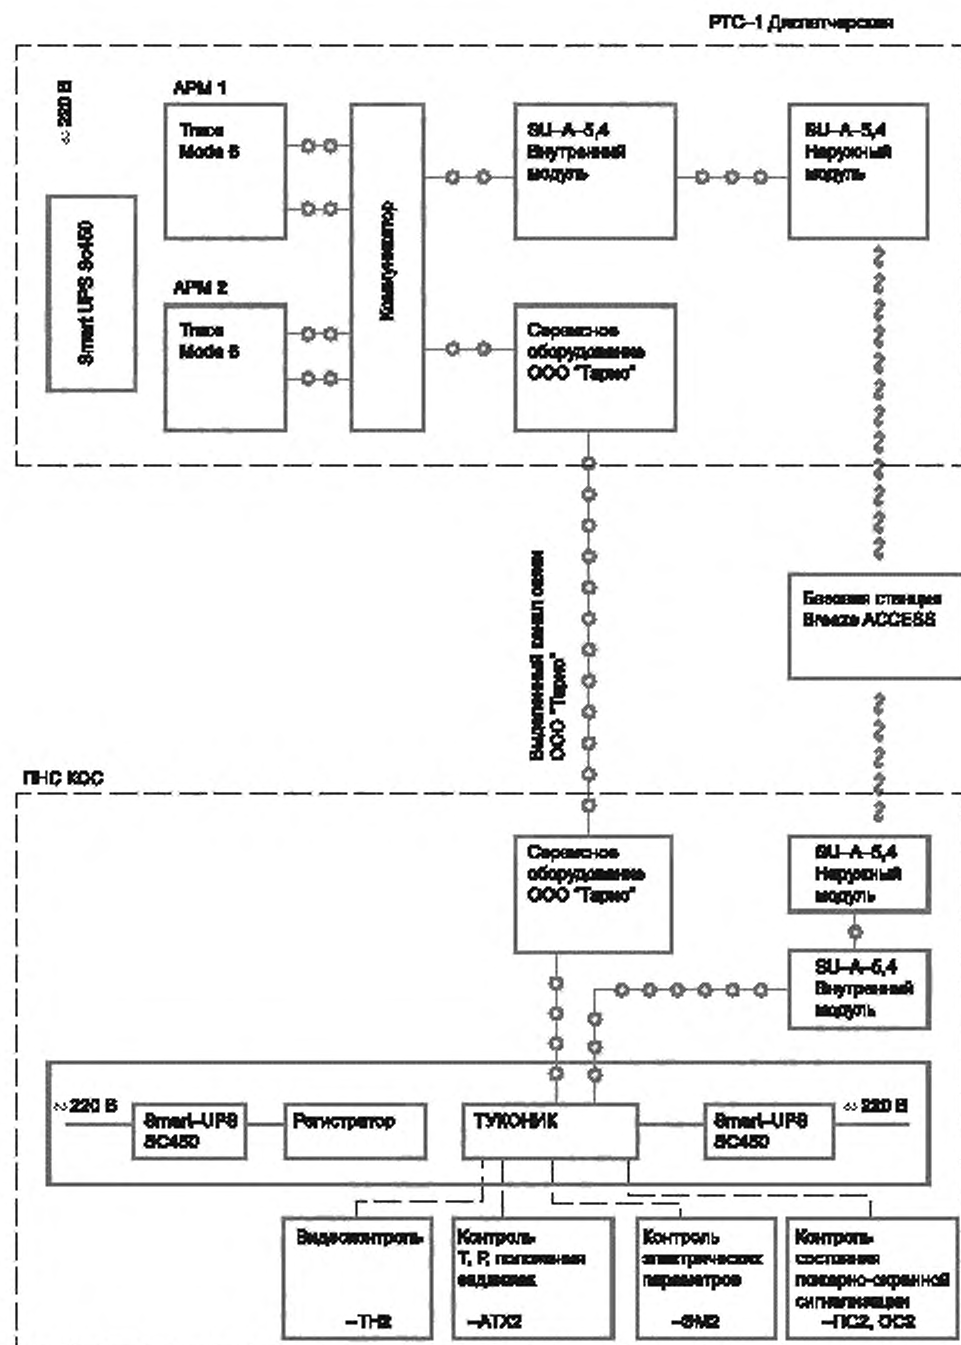 РТС-1 Диспетчерская
~ 220 В
Smart UPS Sc450
АРМ 1
Trace
Mode 6
АРМ 2
Trace
Mode 6
Коммуникатор
SU-A-5,4
Внутренний
модуль
SU-A-5,4
Наружный
модуль
Сервисное
оборудование
ООО "Тарио"
Выделенный канал связи
ООО "Тарио"
Базовая станция
Breeze ACCESS
ПНС КОС
Сервисное
оборудование
ООО "Тарио"
SU-A-5,4
Наружный
модуль
SU-A-5,4
Внутренний
модуль
~ 220 В
Smart-UPS
SC450
Регистратор
ТУКОНИК
Smart-UPS
SC450
~ 220 В
Видеоконтроль
-ТН2
Контроль
Т, Р, положения
задвижек
-АТХ2
Контроль
электрических
параметров
-ЭМ2
Контроль
состояния
пожарно-охранной
сигнализации
-ПС2, ОС2